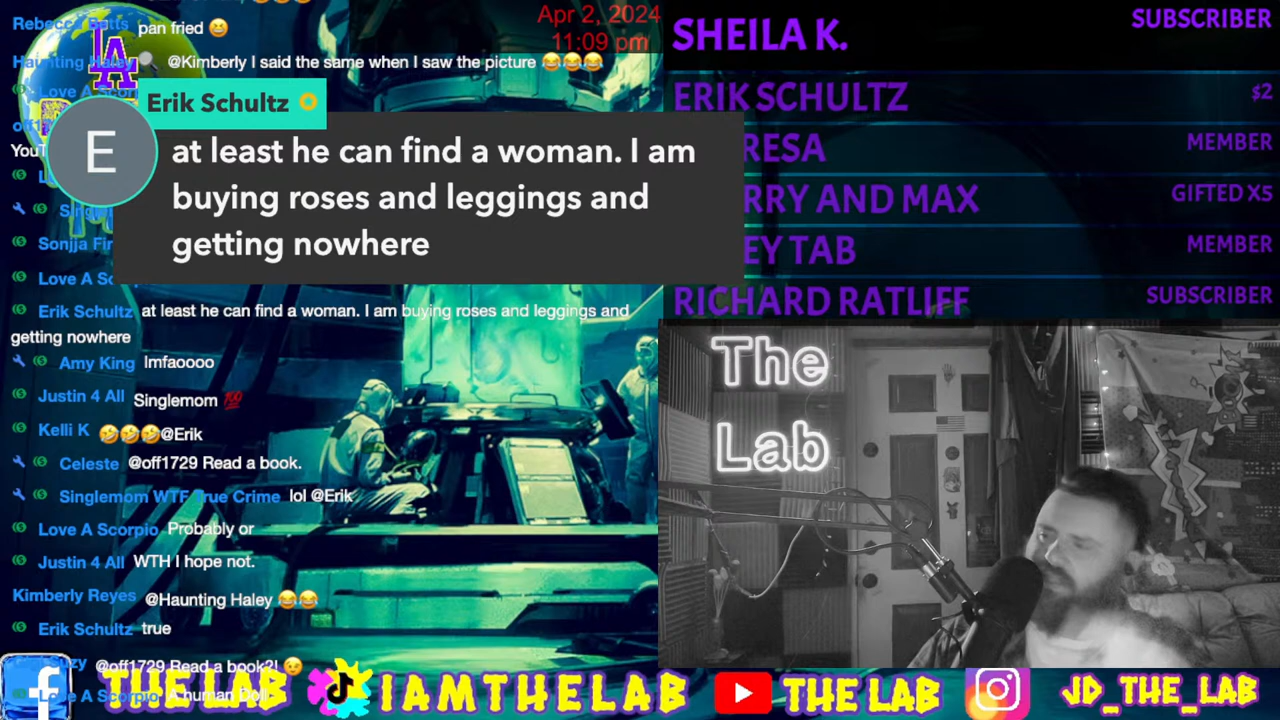 Rebecca Betts pan fried 😆
Apr 2, 2024
11:09 pm
LA
@Kimberly I said the same when I saw the picture 😂😂😂
Erik Schultz
E
at least he can find a woman. I am
buying roses and leggings and
getting nowhere
Erik Schultz at least he can find a woman. I am buying roses and leggings and
getting nowhere
Amy King lmfaoooo
Justin 4 All Singlemom 💯
Kelli K 🤣🤣🤣@Erik
Celeste @off1729 Read a book.
Singlemom WTF True Crime lol @Erik
Love A Scorpio Probably or
Justin 4 All WTH I hope not.
Kimberly Reyes @Haunting Haley 😂😂
Erik Schultz true
@off1729 Read a book?! 😉
Love A Scorpio
SHEILA K. SUBSCRIBER
ERIK SCHULTZ $2
RESA MEMBER
RRY AND MAX GIFTED X5
EY TAB MEMBER
RICHARD RATLIFF SUBSCRIBER
The
Lab
THE LAB IAMTHELAB THE LAB JD_THE_LAB